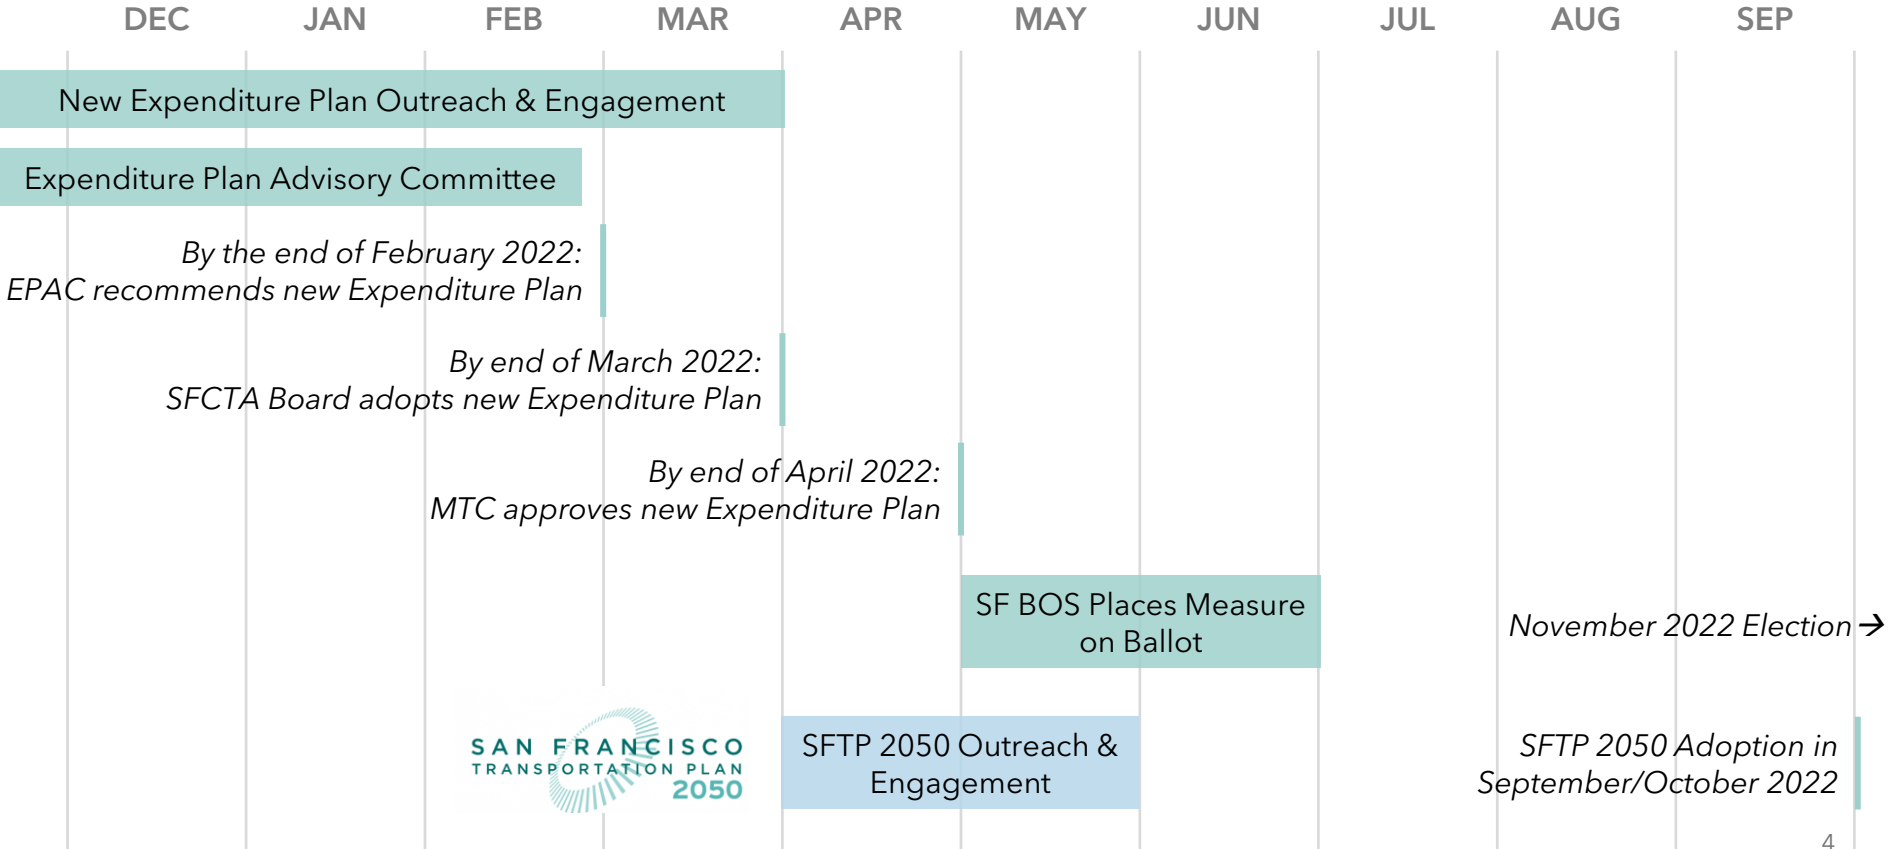 DEC JAN FEB MAR APR MAY JUN JUL AUG SEP
New Expenditure Plan Outreach & Engagement
Expenditure Plan Advisory Committee
By the end of February 2022:
EPAC recommends new Expenditure Plan
By end of March 2022:
SFCTA Board adopts new Expenditure Plan
By end of April 2022:
MTC approves new Expenditure Plan
SF BOS Places Measure
on Ballot
November 2022 Election →
SAN FRANCISCO
TRANSPORTATION PLAN
2050
SFTP 2050 Outreach &
Engagement
SFTP 2050 Adoption in
September/October 2022
4